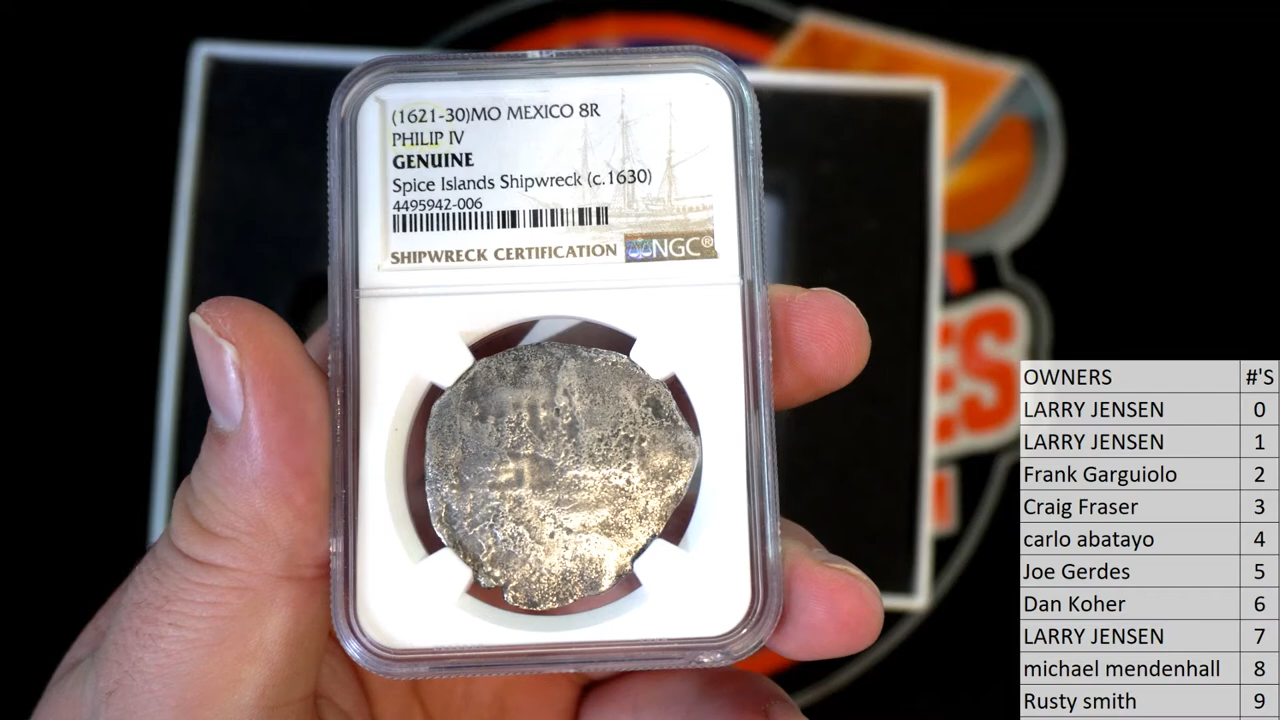 (1621-30)MO MEXICO 8R
PHILIP IV
GENUINE
Spice Islands Shipwreck (c.1630)
4495942-006
SHIPWRECK CERTIFICATION NGC®
OWNERS #'S
LARRY JENSEN 0
LARRY JENSEN 1
Frank Garguiolo 2
Craig Fraser 3
carlo abatayo 4
Joe Gerdes 5
Dan Koher 6
LARRY JENSEN 7
michael mendenhall 8
Rusty smith 9